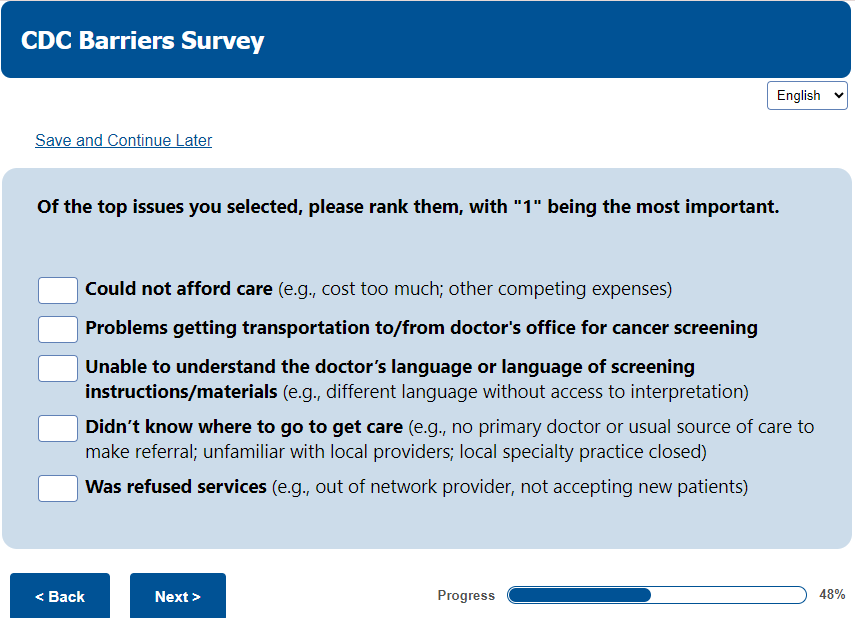 CDC Barriers Survey
English
Save and Continue Later
Of the top issues you selected, please rank them, with "1" being the most important.
Could not afford care (e.g., cost too much; other competing expenses)
Problems getting transportation to/from doctor's office for cancer screening
Unable to understand the doctor’s language or language of screening
instructions/materials (e.g., different language without access to interpretation)
Didn’t know where to go to get care (e.g., no primary doctor or usual source of care to
make referral; unfamiliar with local providers; local specialty practice closed)
Was refused services (e.g., out of network provider, not accepting new patients)
< Back
Next >
Progress
48%